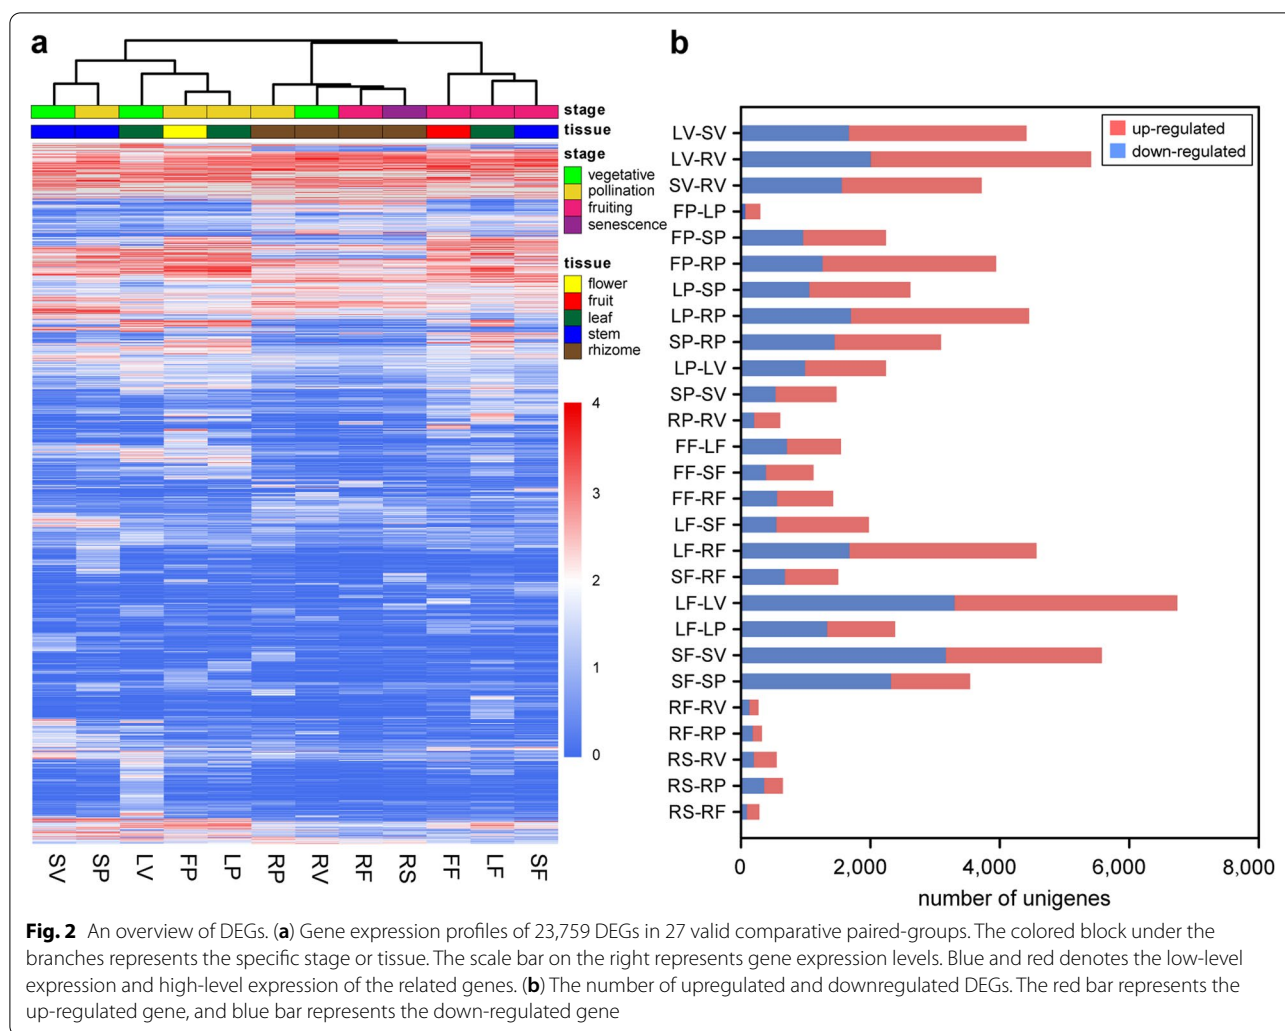 a
stage
tissue
stage
vegetative
pollination
fruiting
senescence
tissue
flower
fruit
leaf
stem
rhizome
4
3
2
1
0
SV SP LV FP LP RP RV RF RS FF LF SF
b
up-regulated
down-regulated
LV-SV
LV-RV
SV-RV
FP-LP
FP-SP
FP-RP
LP-SP
LP-RP
SP-RP
LP-LV
SP-SV
RP-RV
FF-LF
FF-SF
FF-RF
LF-SF
LF-RF
SF-RF
LF-LV
LF-LP
SF-SV
SF-SP
RF-RV
RF-RP
RS-RV
RS-RP
RS-RF
0 2,000 4,000 6,000 8,000
number of unigenes
Fig. 2 An overview of DEGs. (a) Gene expression profiles of 23,759 DEGs in 27 valid comparative paired-groups. The colored block under the
branches represents the specific stage or tissue. The scale bar on the right represents gene expression levels. Blue and red denotes the low-level
expression and high-level expression of the related genes. (b) The number of upregulated and downregulated DEGs. The red bar represents the
up-regulated gene, and blue bar represents the down-regulated gene